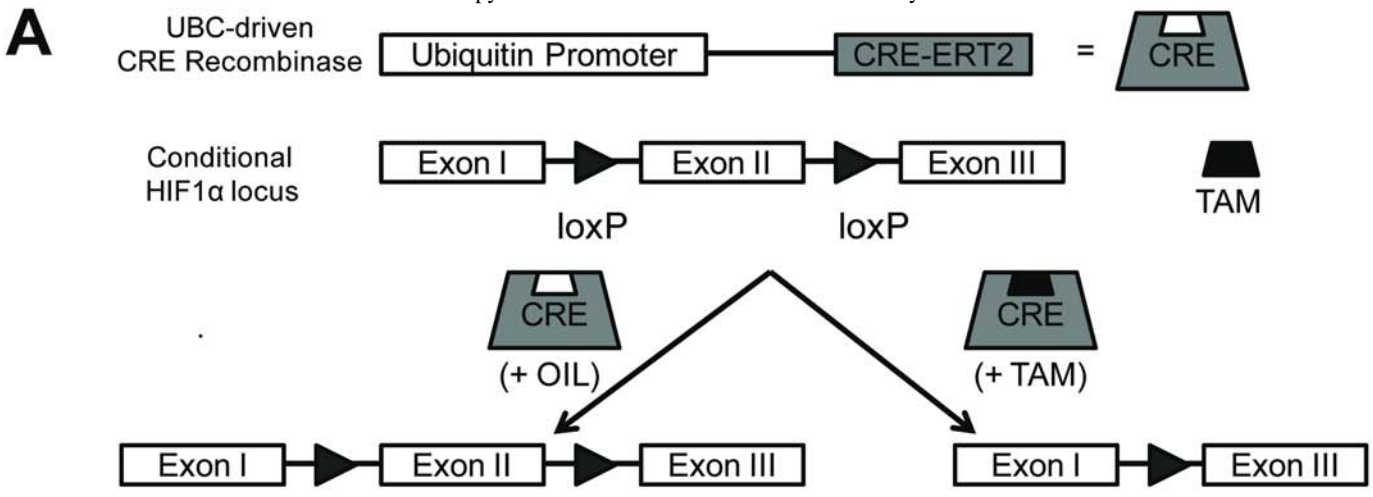 A
UBC-driven
CRE Recombinase
Ubiquitin Promoter
CRE-ERT2
=
CRE
Conditional
HIF1α locus
Exon I
Exon II
Exon III
TAM
loxP
loxP
CRE
CRE
(+ OIL)
(+ TAM)
Exon I
Exon II
Exon III
Exon I
Exon III